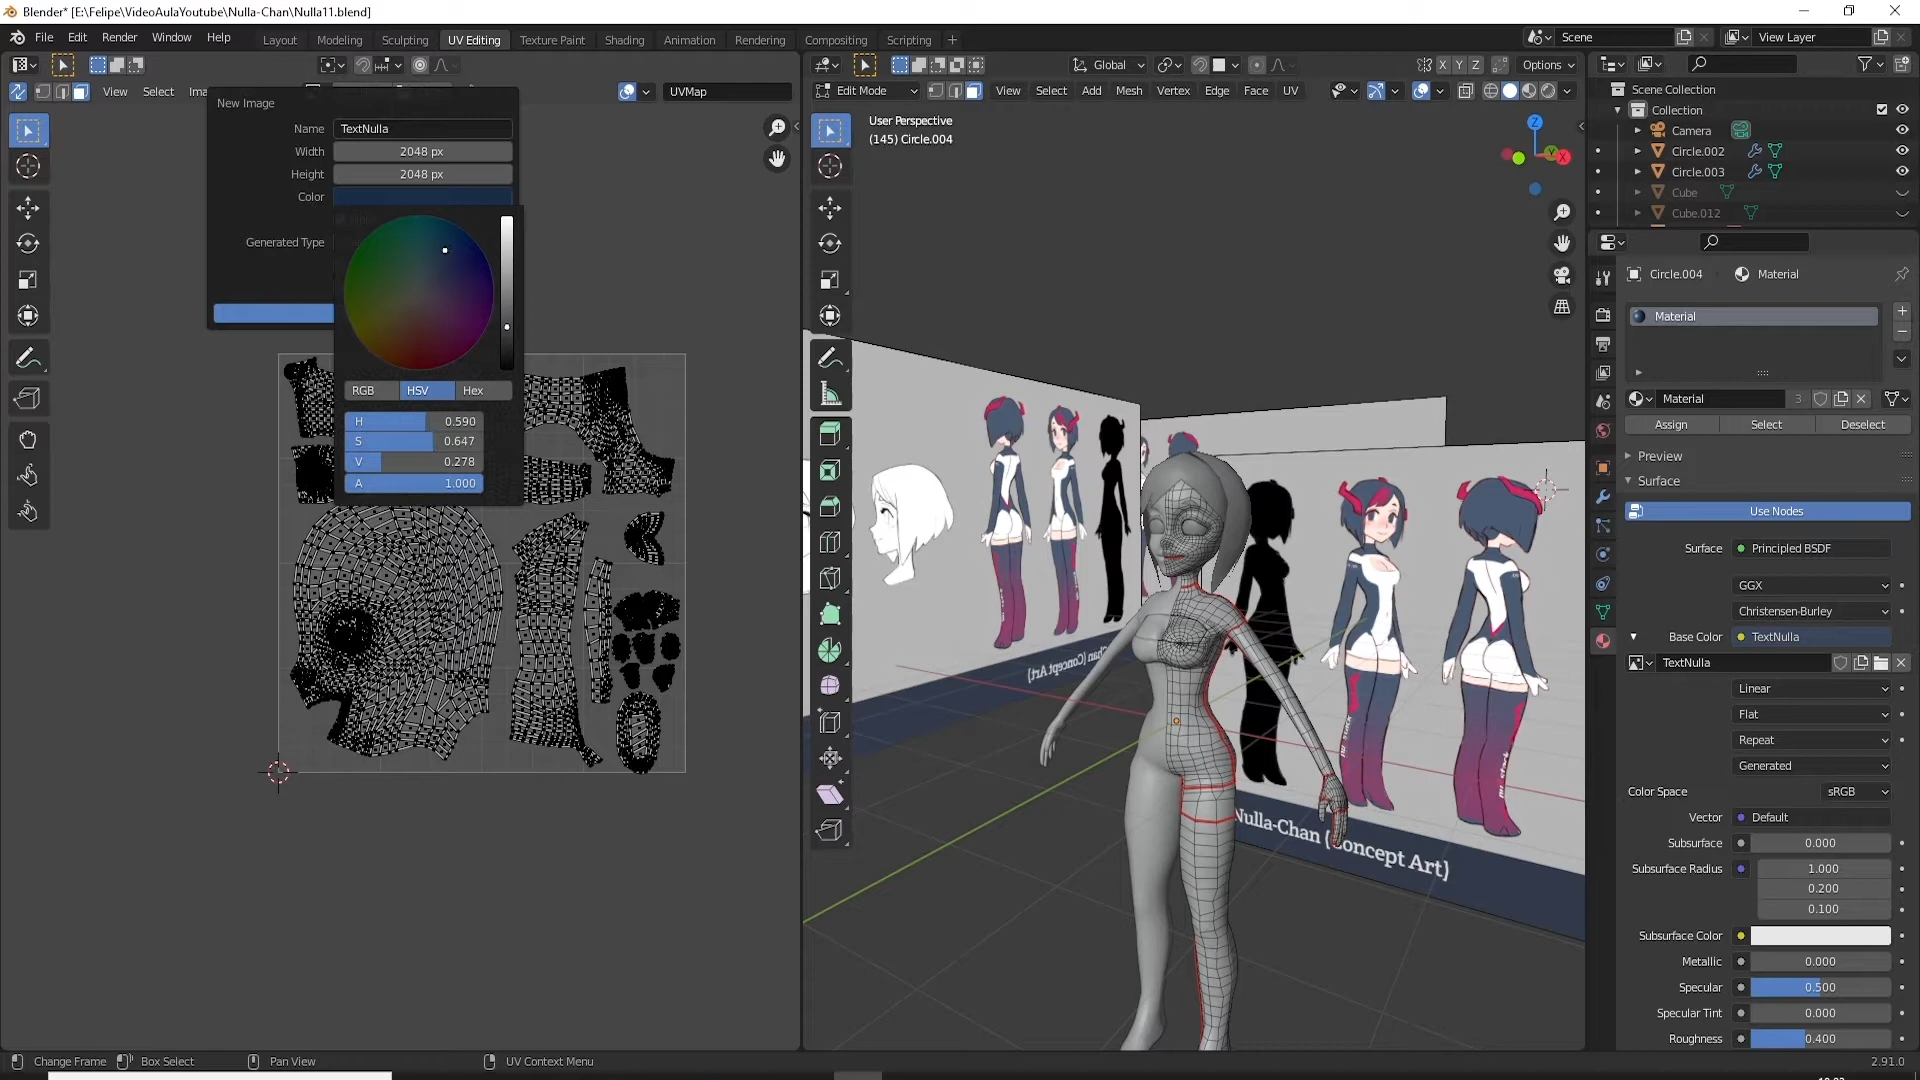 Blender* [E:\Felipe\VideoAulaYoutube\Nulla-Chan\Nulla11.blend]
File Edit Render Window Help
Layout Modeling Sculpting UV Editing Texture Paint Shading Animation Rendering Compositing Scripting
Scene
View Layer
Global
X Y Z
Options
View Select Ima
UVMap
Edit Mode
View Select Add Mesh Vertex Edge Face UV
New Image
Name TextNulla
Width 2048 px
Height 2048 px
Color
Generated Type
RGB HSV Hex
H 0.590
S 0.647
V 0.278
A 1.000
User Perspective
(145) Circle.004
Z
Y
X
Nulla-Chan (Concept Art)
Scene Collection
Collection
Camera
Circle.002
Circle.003
Cube
Cube.012
Circle.004 Material
Material
Material 3
Assign Select Deselect
Preview
Surface
Use Nodes
Surface Principled BSDF
GGX
Christensen-Burley
Base Color TextNulla
TextNulla
Linear
Flat
Repeat
Generated
Color Space sRGB
Vector Default
Subsurface 0.000
Subsurface Radius 1.000
0.200
0.100
Subsurface Color
Metallic 0.000
Specular 0.500
Specular Tint 0.000
Roughness 0.400
Change Frame Box Select Pan View UV Context Menu
2.91.0